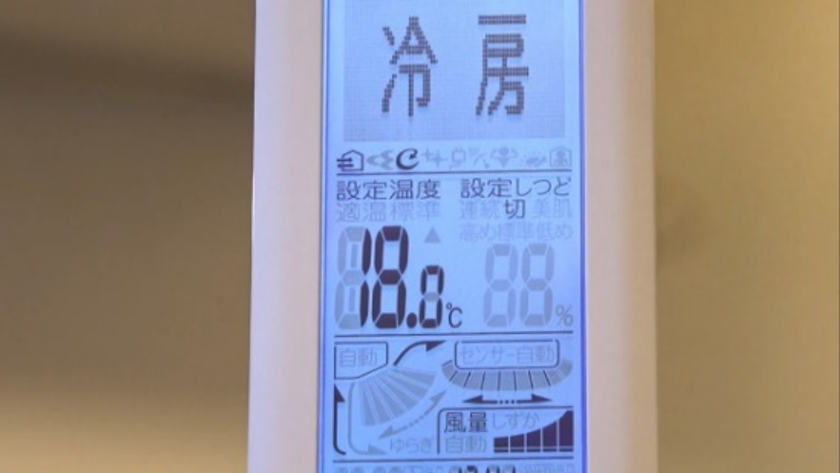 冷房
設定温度 設定しつど
適温標準 連続切美肌
高め標準低め
18.0℃ 88%
自動 センサー自動
風量しずか
ゆらぎ 自動